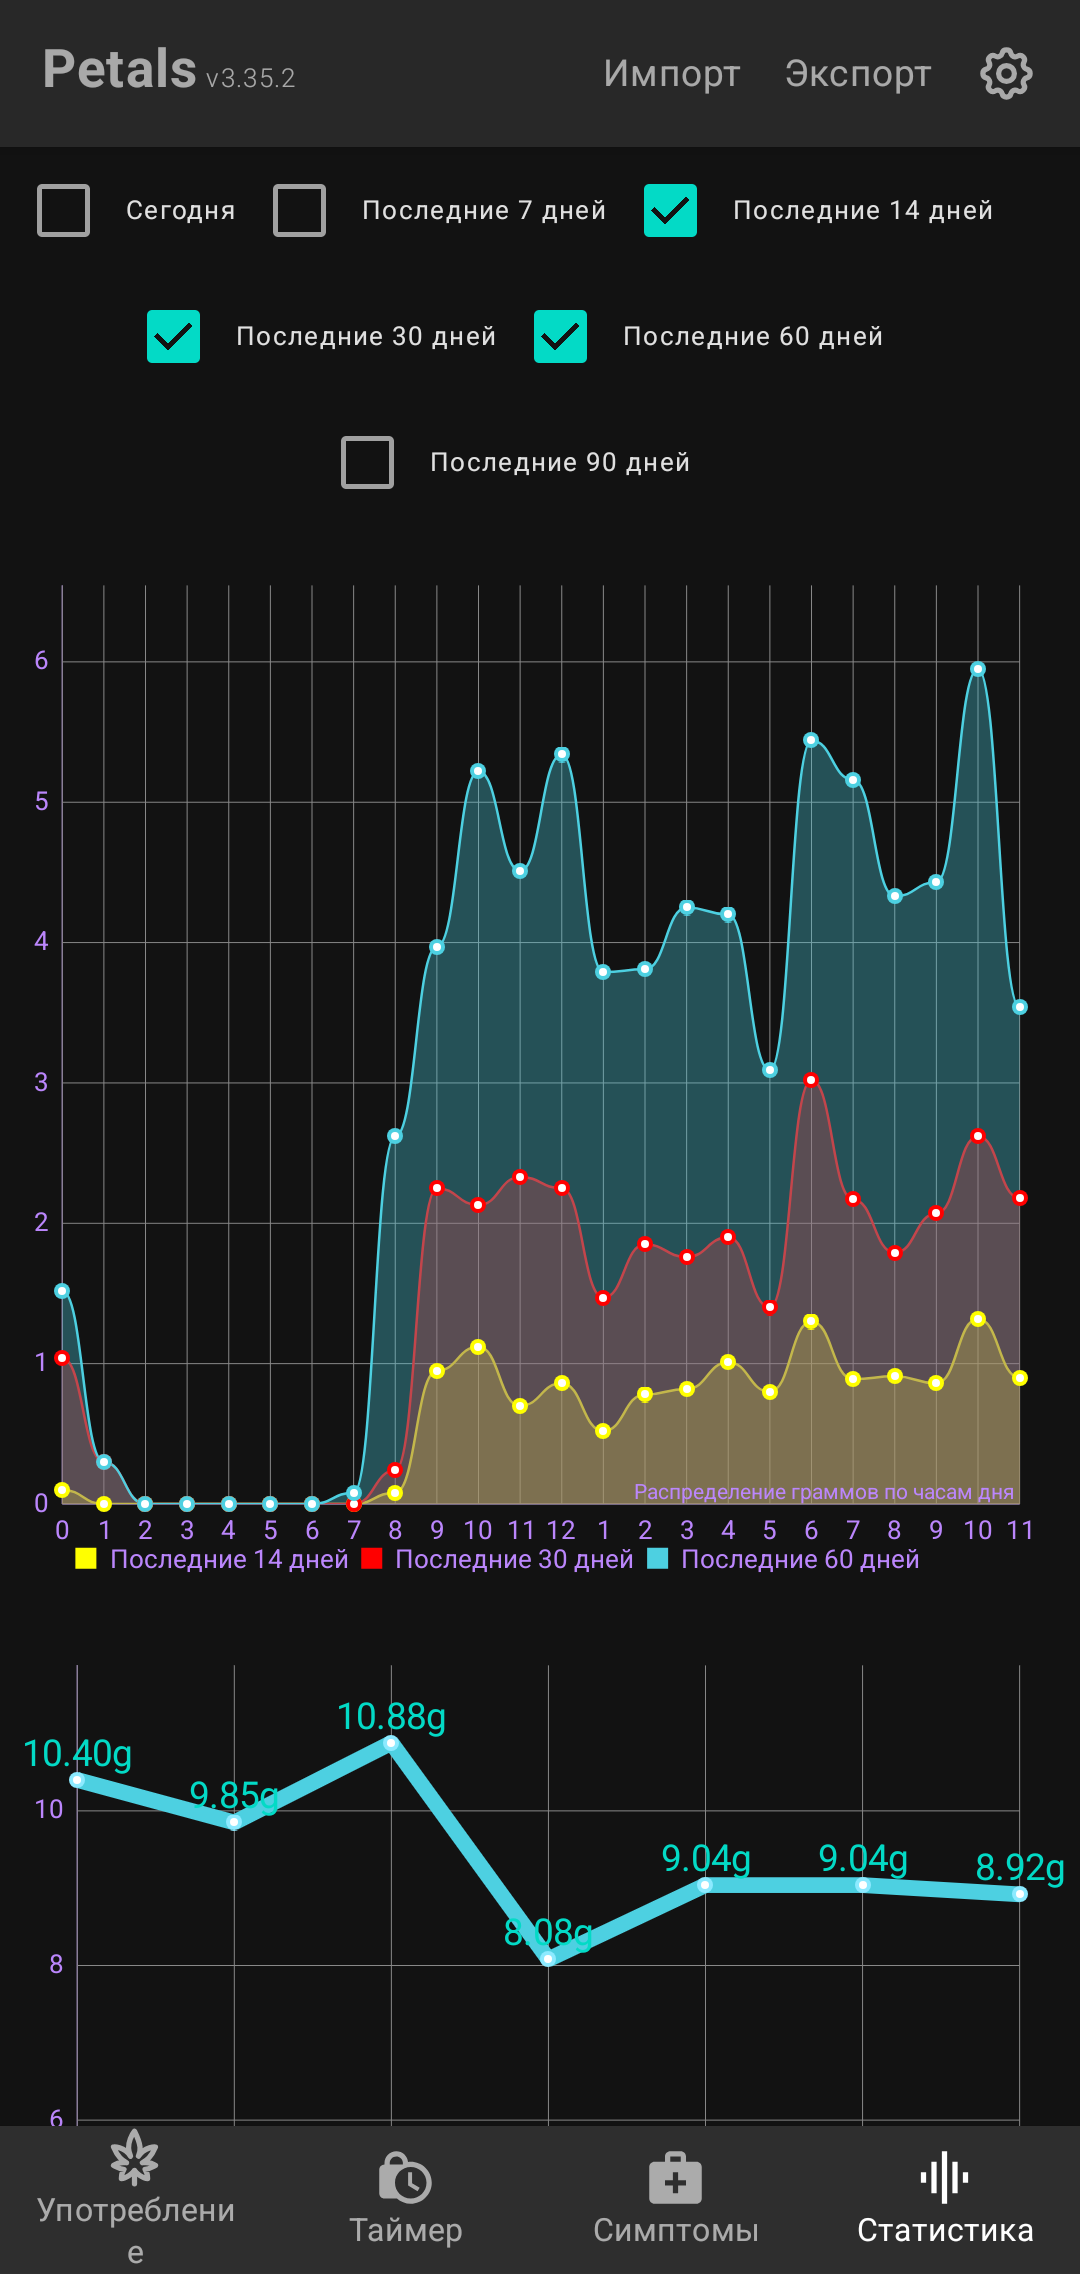 Petals v3.35.2 Импорт Экспорт
Сегодня Последние 7 дней Последние 14 дней
Последние 30 дней Последние 60 дней
Последние 90 дней
6
5
4
3
2
1
0
Распределение граммов по часам дня
0 1 2 3 4 5 6 7 8 9 10 11 12 1 2 3 4 5 6 7 8 9 10 11
Последние 14 дней Последние 30 дней Последние 60 дней
10.40g 9.85g 10.88g 8.08g 9.04g 9.04g 8.92g
10
8
6
Употреблени
е
Таймер
Симптомы
Статистика